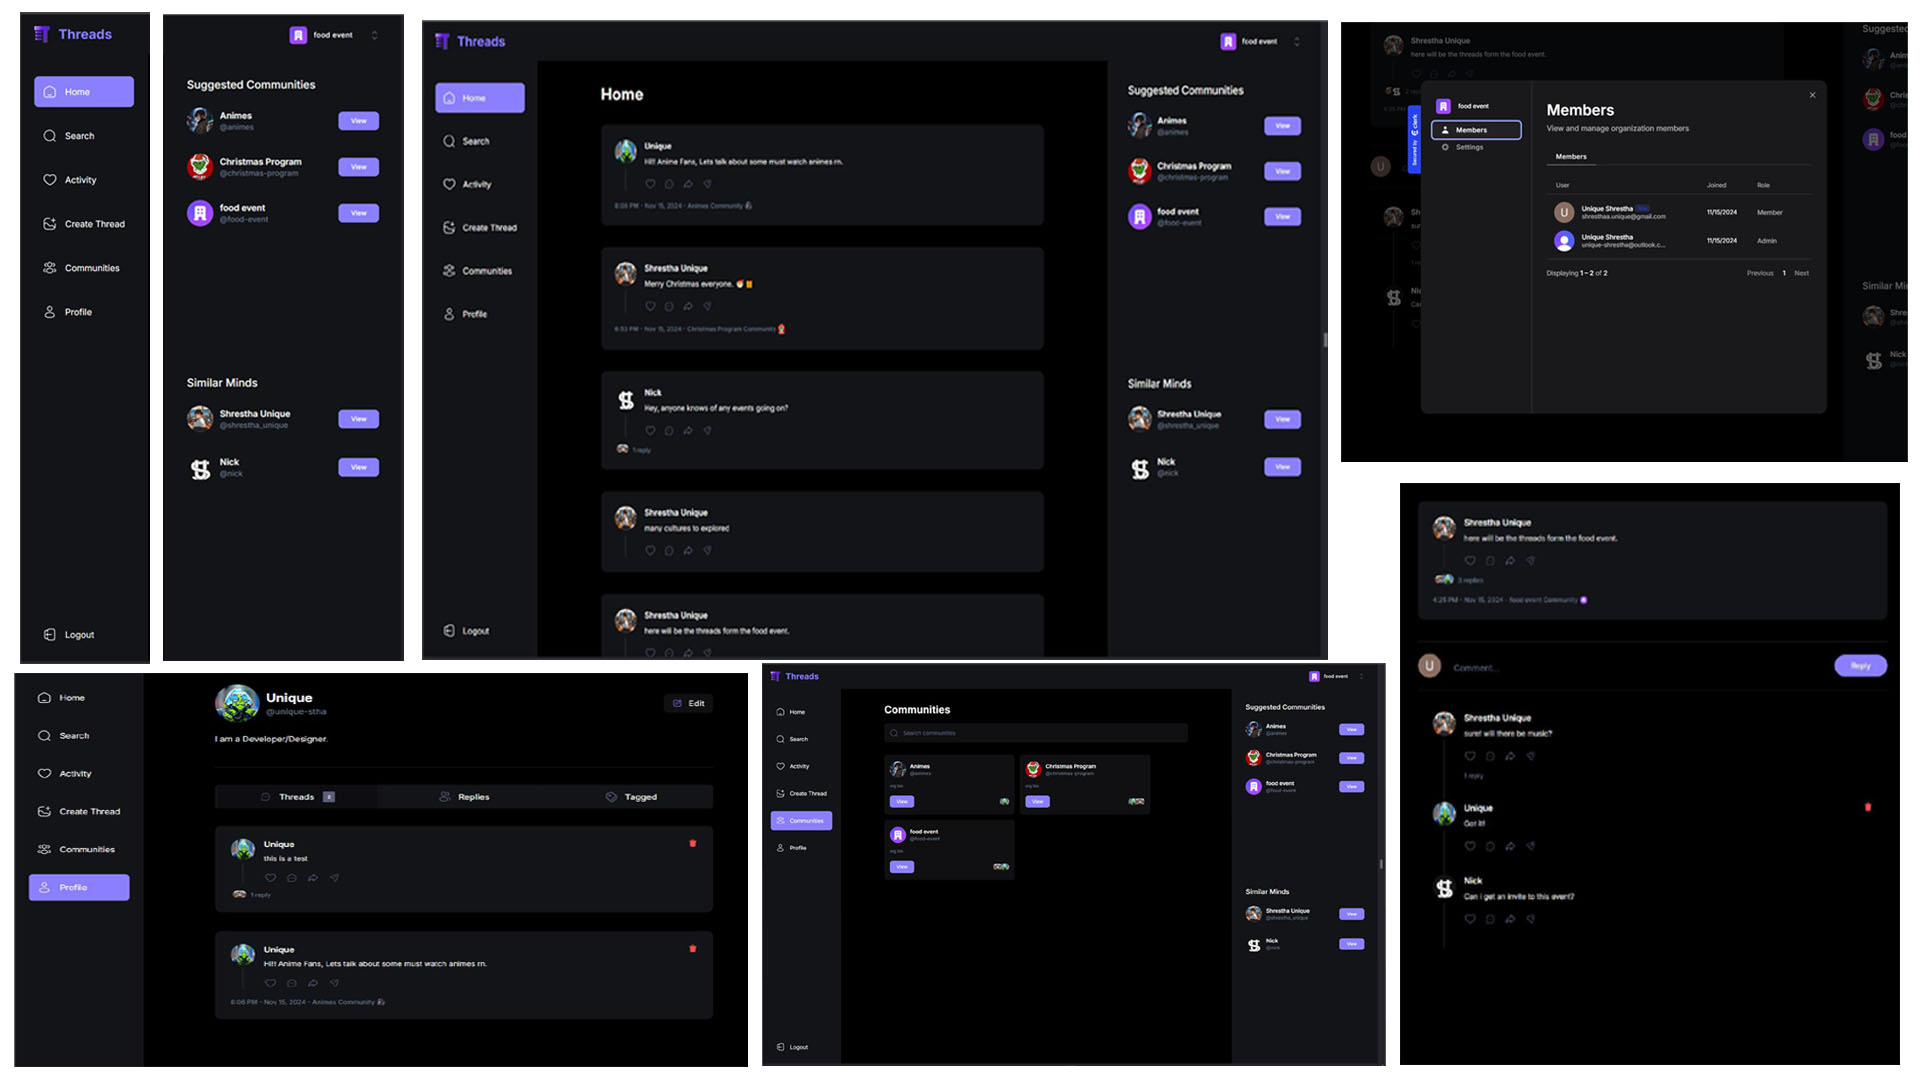 Threads
Home
Search
Activity
Create Thread
Communities
Profile
Logout
food event
Suggested Communities
Animes
@animes
View
Christmas Program
@christmas-program
View
food event
@food-event
View
Similar Minds
Shrestha Unique
@shrestha_unique
View
Nick
@nick
View
Threads
food event
Home
Search
Activity
Create Thread
Communities
Profile
Logout
Home
Unique
Hi!! Anime Fans, Lets talk about some must watch animes rn.
8:06 PM - Nov 15, 2024 - Animes Community
Shrestha Unique
Merry Christmas everyone.
6:53 PM - Nov 15, 2024 - Christmas Program Community
Nick
Hey, anyone knows of any events going on?
1 reply
Shrestha Unique
many cultures to explored
Shrestha Unique
here will be the threads form the food event.
Suggested Communities
Animes
@animes
View
Christmas Program
@christmas-program
View
food event
@food-event
View
Similar Minds
Shrestha Unique
@shrestha_unique
View
Nick
@nick
View
Shrestha Unique
here will be the threads form the food event.
Suggested
Similar Mi
food event
Members
Settings
Secured by clerk
Members
View and manage organization members
Members
User Joined Role
Unique Shrestha
shresthaa.unique@gmail.com
11/15/2024 Member
Unique Shrestha
unique-shrestha@outlook.c...
11/15/2024 Admin
Displaying 1 – 2 of 2
Previous 1 Next
Shrestha Unique
here will be the threads form the food event.
3 replies
4:25 PM - Nov 15, 2024 - food event Community
U
Comment...
Reply
Shrestha Unique
sure! will there be music?
1 reply
Unique
Got it!
Nick
Can i get an invite to this event?
Home
Search
Activity
Create Thread
Communities
Profile
Unique
@unique-stha
Edit
I am a Developer/Designer.
Threads
Replies
Tagged
Unique
this is a test
1 reply
Unique
Hi!! Anime Fans, Lets talk about some must watch animes rn.
8:06 PM - Nov 15, 2024 - Animes Community
Threads
food event
Home
Search
Activity
Create Thread
Communities
Profile
Logout
Communities
Search communities
Animes
@animes
org bio
View
Christmas Program
@christmas-program
org bio
View
food event
@food-event
org bio
View
Suggested Communities
Animes
@animes
View
Christmas Program
@christmas-program
View
food event
@food-event
View
Similar Minds
Shrestha Unique
@shrestha_unique
View
Nick
@nick
View